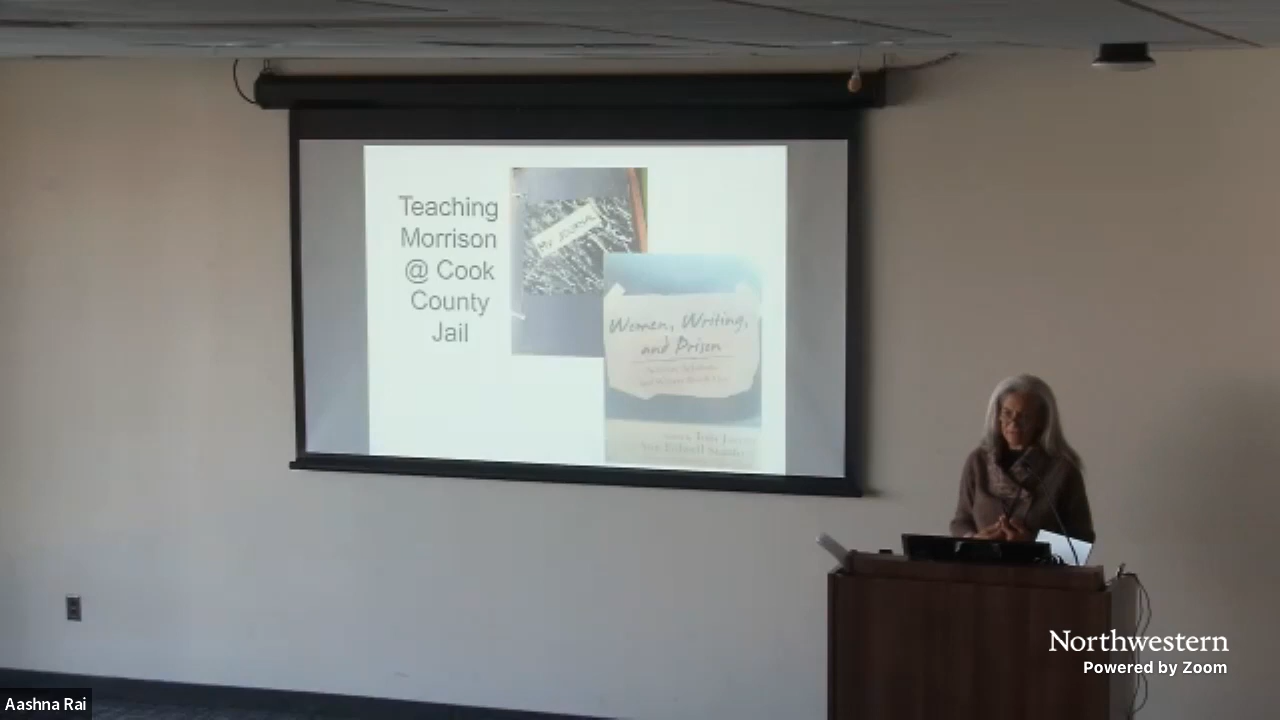 Teaching
Morrison
@ Cook
County
Jail
MY JOURNAL
Women, Writing,
and Prison
Northwestern
Powered by Zoom
Aashna Rai